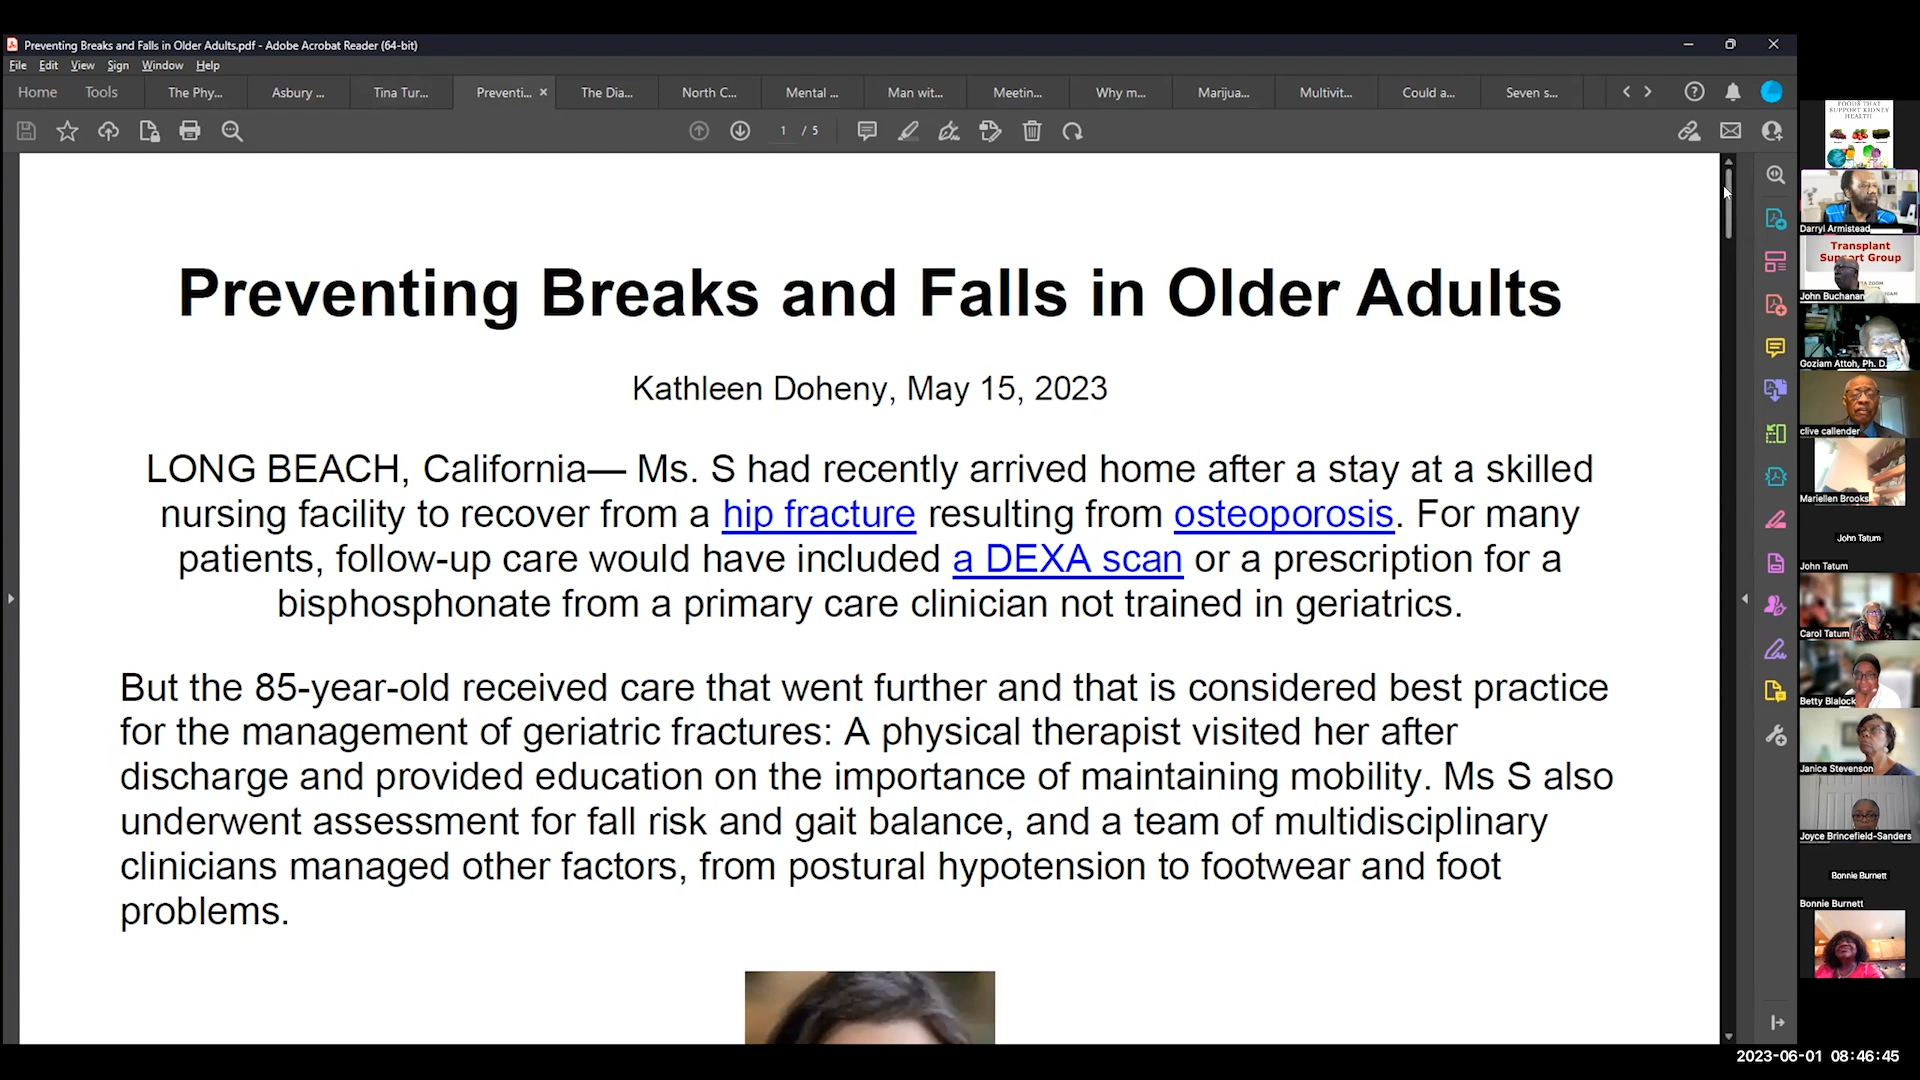 Preventing Breaks and Falls in Older Adults.pdf - Adobe Acrobat Reader (64-bit)
File Edit View Sign Window Help
Home Tools The Phy... Asbury ... Tina Tur... Preventi... The Dia... North C... Mental ... Man wit... Meetin... Why m... Marijua... Multivit... Could a... Seven s...
1 / 5
Preventing Breaks and Falls in Older Adults
Kathleen Doheny, May 15, 2023
LONG BEACH, California— Ms. S had recently arrived home after a stay at a skilled
nursing facility to recover from a hip fracture resulting from osteoporosis. For many
patients, follow-up care would have included a DEXA scan or a prescription for a
bisphosphonate from a primary care clinician not trained in geriatrics.
But the 85-year-old received care that went further and that is considered best practice
for the management of geriatric fractures: A physical therapist visited her after
discharge and provided education on the importance of maintaining mobility. Ms S also
underwent assessment for fall risk and gait balance, and a team of multidisciplinary
clinicians managed other factors, from postural hypotension to footwear and foot
problems.
FOODS THAT
SUPPORT KIDNEY
HEALTH
Darryl Armistead
Transplant
Support Group
John Buchanan
Goziam Attoh, Ph. D.
clive callender
Mariellen Brooks
John Tatum
John Tatum
Carol Tatum
Betty Blalock
Janice Stevenson
Joyce Brincefield-Sanders
Bonnie Burnett
Bonnie Burnett
2023-06-01 08:46:45